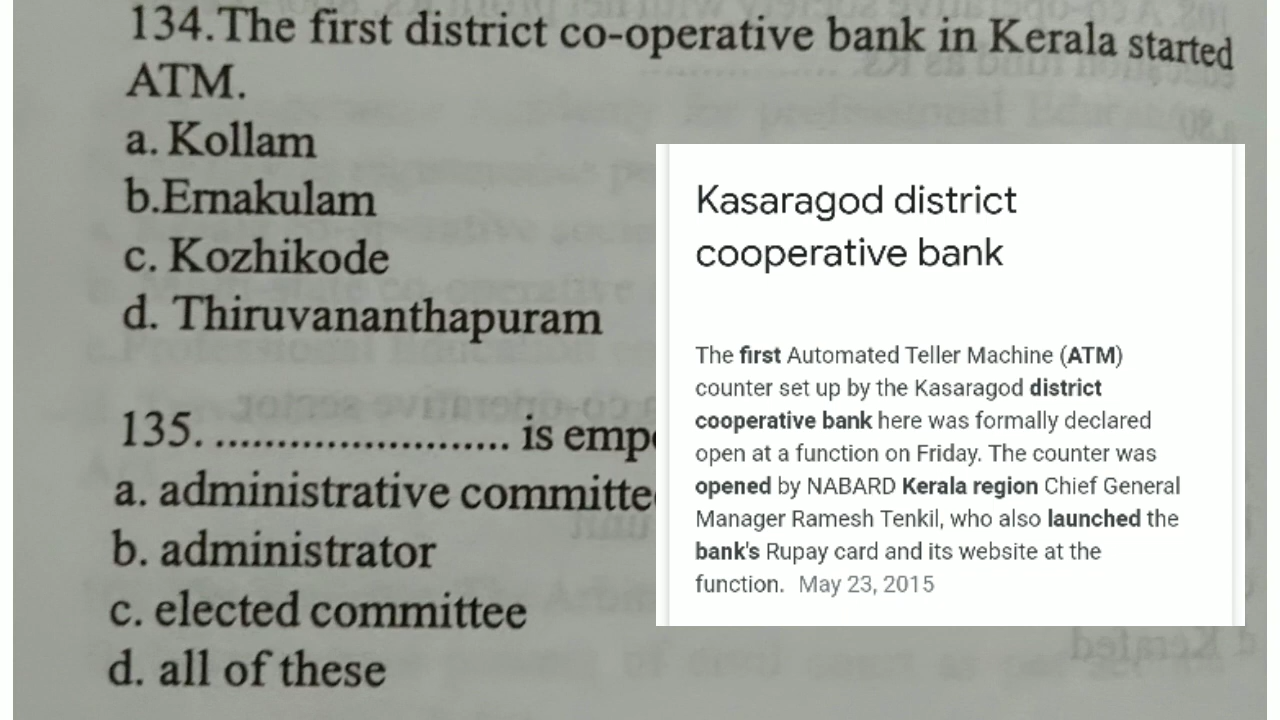 134.The first district co-operative bank in Kerala started
ATM.
a. Kollam
b.Ernakulam
c. Kozhikode
d. Thiruvananthapuram
135. ........................ is emp
a. administrative committe
b. administrator
c. elected committee
d. all of these
Kasaragod district
cooperative bank
The first Automated Teller Machine (ATM)
counter set up by the Kasaragod district
cooperative bank here was formally declared
open at a function on Friday. The counter was
opened by NABARD Kerala region Chief General
Manager Ramesh Tenkil, who also launched the
bank's Rupay card and its website at the
function. May 23, 2015